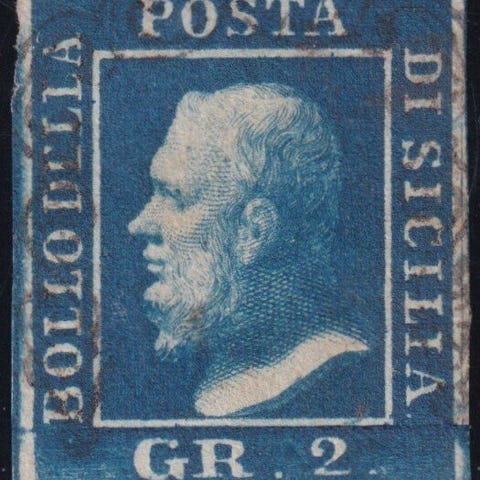 BOLLO DELLA
POSTA
DI SICILIA
GR. 2.